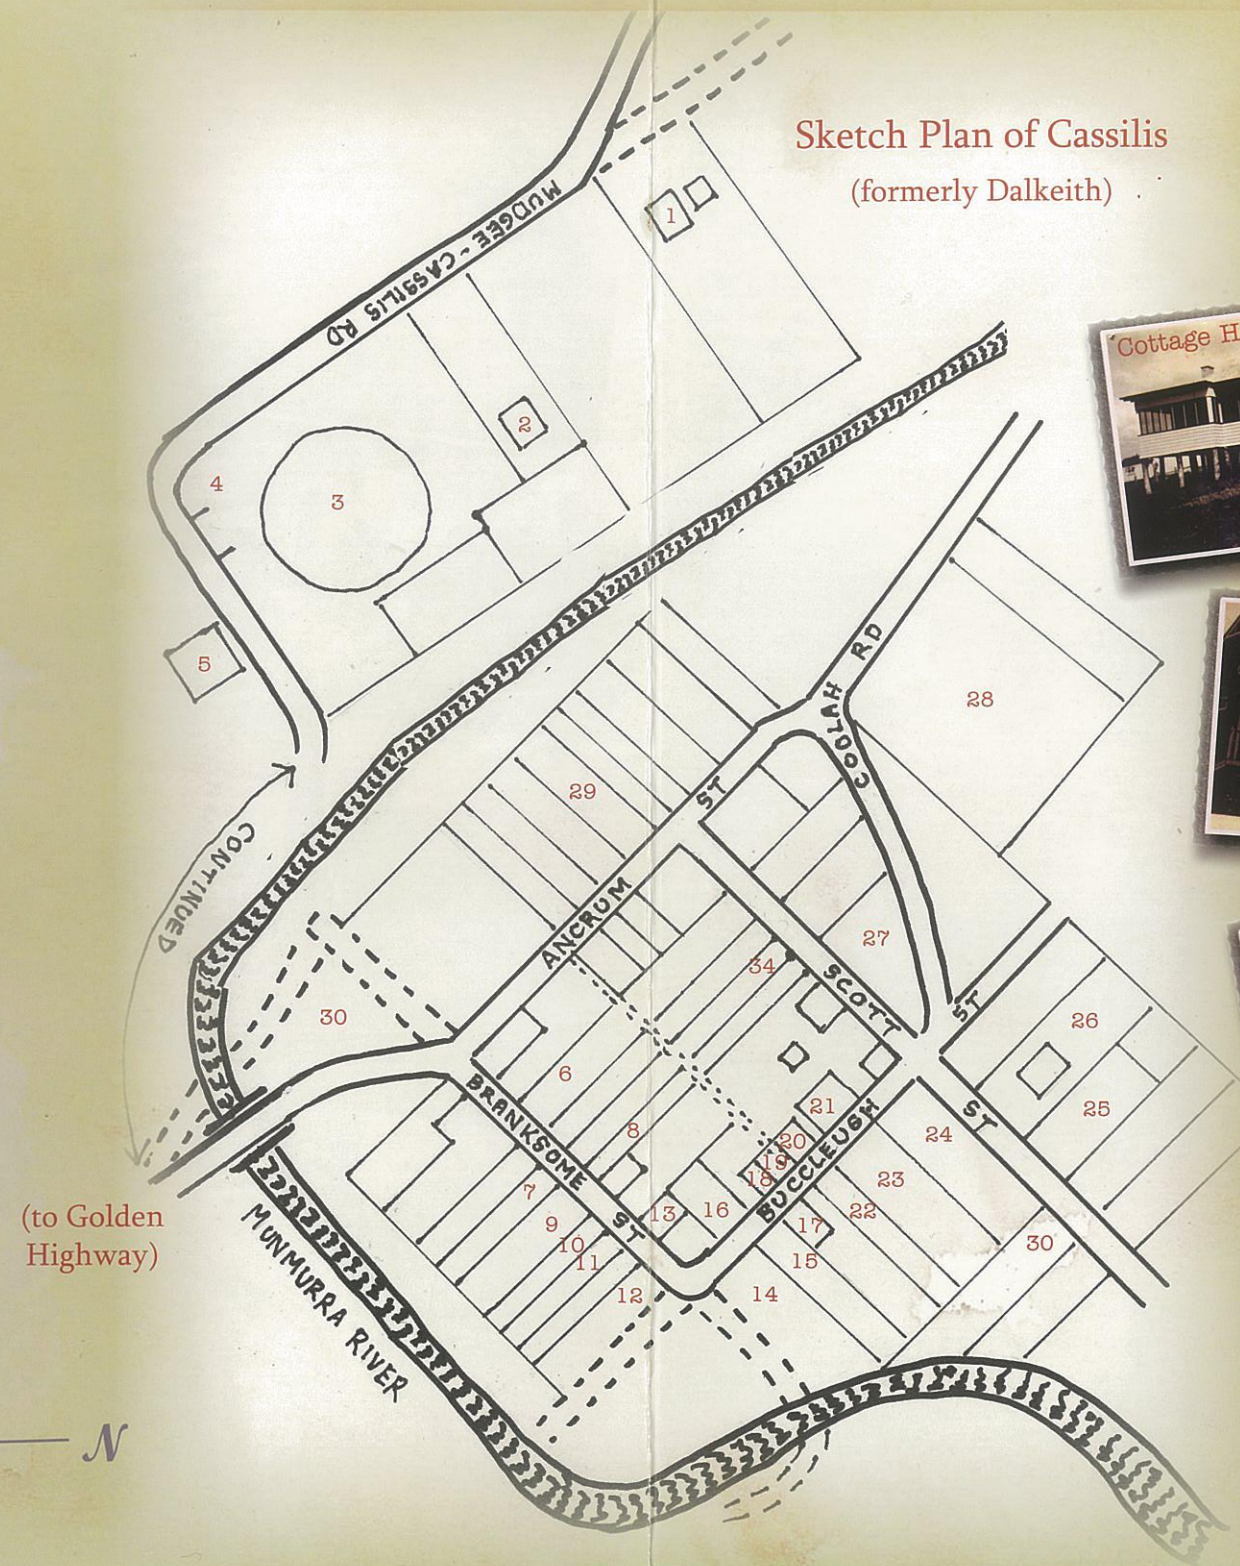 Sketch Plan of Cassilis
(formerly Dalkeith)
MUDGEE-CASSILIS RD
1
Cottage H
2
4
3
5
COOLAH RD
28
29
ST
CONTINUED
ANCRUM
27
34
SCOTT
ST
30
26
6
BRANKSOME
ST
8
21
20
19
18
BUCCLEUGH
ST
25
24
7
13
16
23
22
9
17
10
11
15
30
12
14
(to Golden
Highway)
MUNMURRA RIVER
N